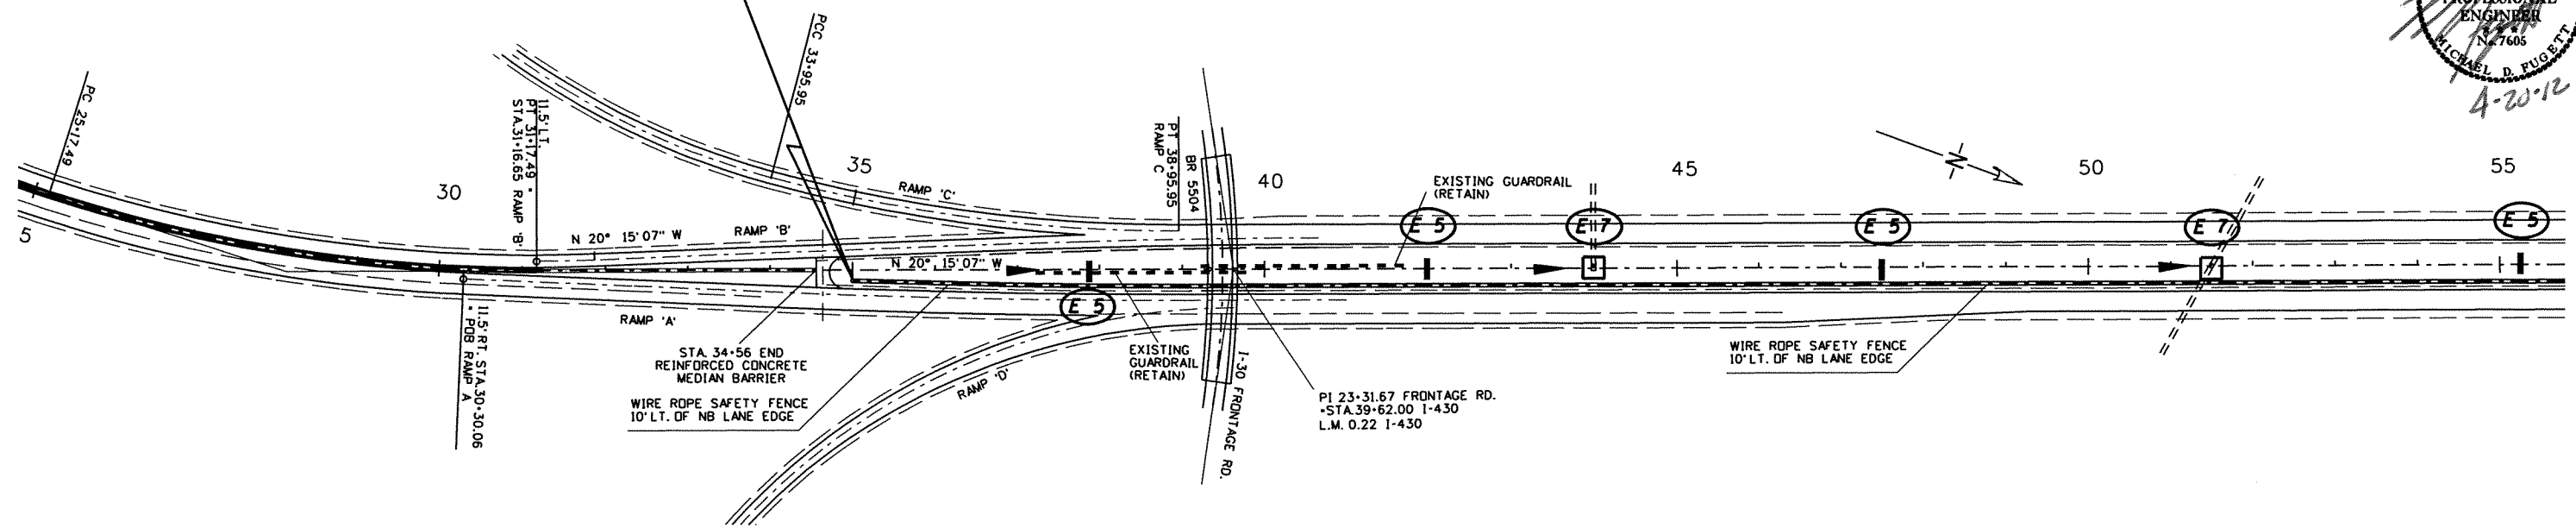 PC 25+17.49
5
30
11.5' LT.
PT 31+17.49 =
STA.31+16.65 RAMP 'B'
N 20° 15'07" W
RAMP 'B'
11.5' RT. STA.30+30.06
= POB RAMP A
RAMP 'A'
PCC 33+95.95
35
RAMP 'C'
N 20° 15'07" W
STA. 34+56 END
REINFORCED CONCRETE
MEDIAN BARRIER
WIRE ROPE SAFETY FENCE
10' LT. OF NB LANE EDGE
E 5
EXISTING
GUARDRAIL
(RETAIN)
RAMP 'D'
PT 38+95.95
RAMP C
BR 5504
I-30 FRONTAGE RD.
40
PI 23+31.67 FRONTAGE RD.
=STA.39+62.00 I-430
L.M. 0.22 I-430
EXISTING GUARDRAIL
(RETAIN)
E 5
E 7
45
E 5
WIRE ROPE SAFETY FENCE
10' LT. OF NB LANE EDGE
N
50
E 7
55
E 5
PROFESSIONAL
ENGINEER
No. 7605
MICHAEL D. FUGETT
4-20-12